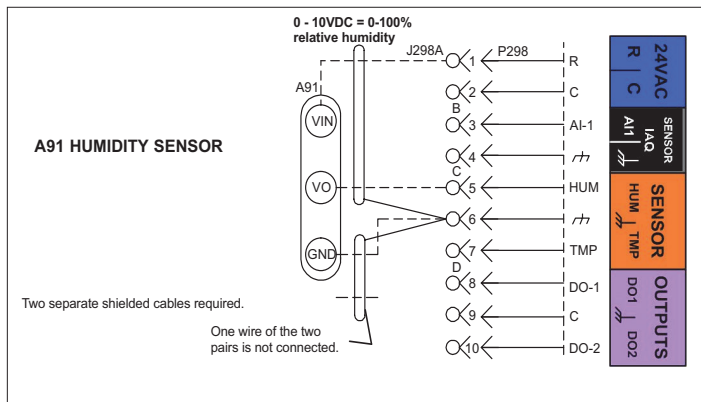 0 - 10VDC = 0-100%
relative humidity
J298A
P298
A91
A91 HUMIDITY SENSOR
VIN
VO
GND
1
R
2
C
B
3
AI-1
4
C
5
HUM
6
7
TMP
D
8
DO-1
9
C
10
DO-2
Two separate shielded cables required.
One wire of the two
pairs is not connected.
24VAC
R
C
SENSOR
IAQ
AI1
SENSOR
HUM
TMP
OUTPUTS
DO1
DO2